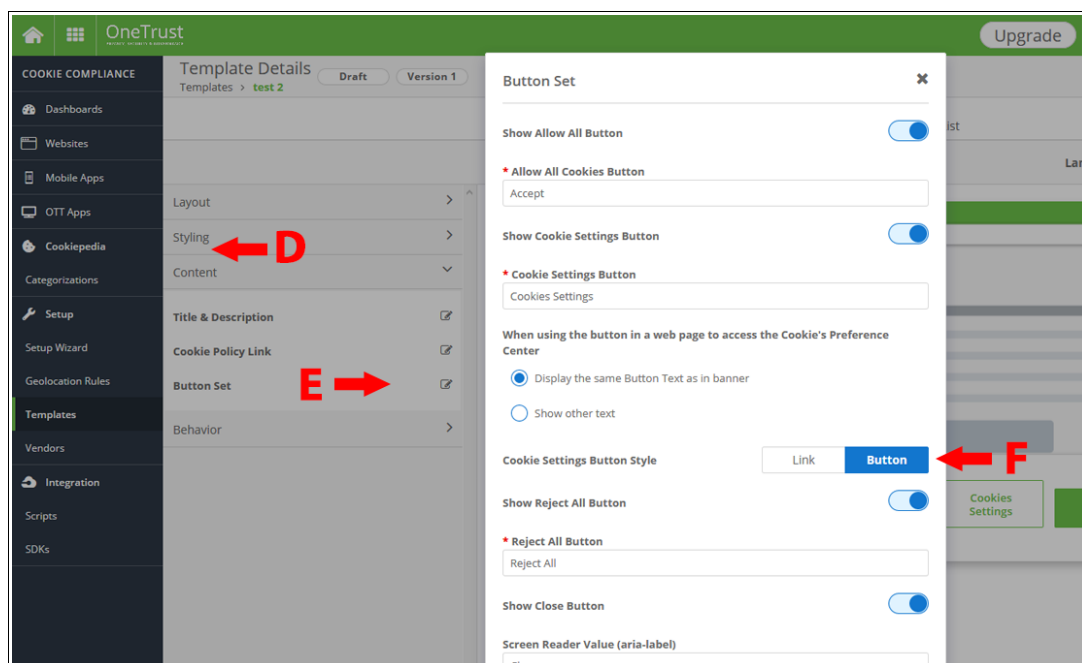 OneTrust
Upgrade
COOKIE COMPLIANCE
Dashboards
Websites
Mobile Apps
OTT Apps
Cookiepedia
Categorizations
Setup
Setup Wizard
Geolocation Rules
Templates
Vendors
Integration
Scripts
SDKs
Template Details
Draft
Version 1
Templates > test 2
Layout
Styling
D
Content
Title & Description
Cookie Policy Link
Button Set
E
Behavior
Button Set
Show Allow All Button
* Allow All Cookies Button
Accept
Show Cookie Settings Button
* Cookie Settings Button
Cookies Settings
When using the button in a web page to access the Cookie's Preference
Center
Display the same Button Text as in banner
Show other text
Cookie Settings Button Style
Link
Button
F
Show Reject All Button
* Reject All Button
Reject All
Show Close Button
Screen Reader Value (aria-label)
ist
Lar
Cookies
Settings